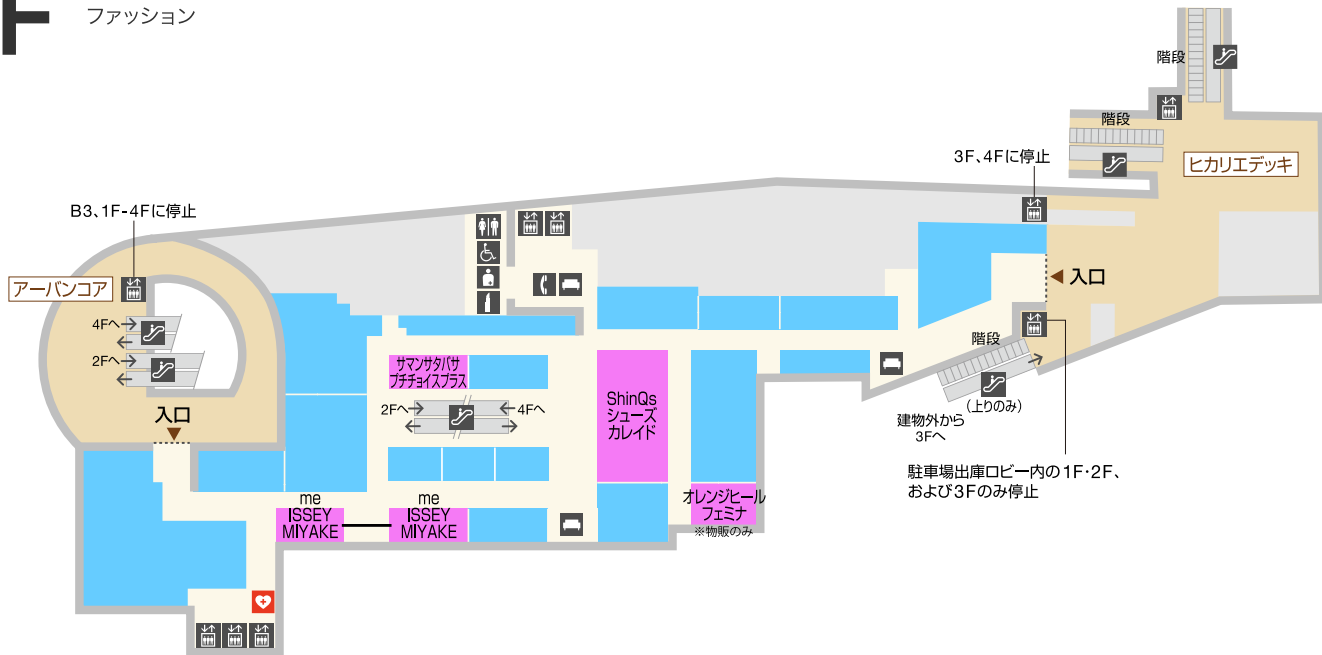 ファッション
階段
階段
3F、4Fに停止
ヒカリエデッキ
B3、1F-4Fに停止
アーバンコア
入口
4Fへ
2Fへ
階段
サマンサタバサ
プチチョイスプラス
ShinQs
シューズ
カレイド
2Fへ
4Fへ
(上りのみ)
入口
建物外から
3Fへ
駐車場出庫ロビー内の1F・2F、
および3Fのみ停止
me
ISSEY
MIYAKE
me
ISSEY
MIYAKE
オレンジヒール
フェミナ
※物販のみ